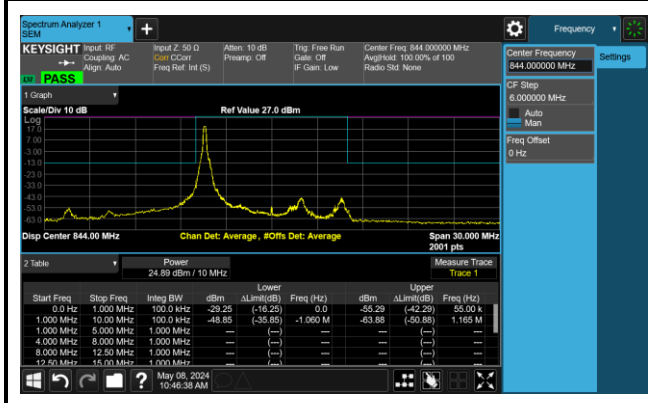 Spectrum Analyzer 1
SEM
Frequency
KEYSIGHT
Input: RF
Coupling: AC
Align: Auto
Input Z: 50 Ω
Corr CCorr
Freq Ref: Int (S)
Atten: 10 dB
Preamp: Off
Trig: Free Run
Gate: Off
IF Gain: Low
Center Freq: 844.000000 MHz
Avg|Hold: 100.00% of 100
Radio Std: None
PASS
Center Frequency
844.000000 MHz
Settings
CF Step
6.000000 MHz
Auto
Man
Freq Offset
0 Hz
1 Graph
Scale/Div 10 dB
Ref Value 27.0 dBm
Log
17.0
7.00
-3.00
-13.0
-23.0
-33.0
-43.0
-53.0
-63.0
Disp Center 844.00 MHz
Chan Det: Average, #Offs Det: Average
Span 30.000 MHz
2001 pts
2 Table
Power
24.89 dBm / 10 MHz
Measure Trace
Trace 1
Lower Upper
Start Freq Stop Freq Integ BW dBm ΔLimit(dB) Freq (Hz) dBm ΔLimit(dB) Freq (Hz)
0.0 Hz 1.000 MHz 100.0 kHz -29.25 (-16.25) 0.0 -55.29 (-42.29) 55.00 k
1.000 MHz 10.00 MHz 100.0 kHz -48.85 (-35.85) -1.060 M -63.88 (-50.88) 1.165 M
1.000 MHz 5.000 MHz 1.000 MHz --- (---) --- (---)
4.000 MHz 8.000 MHz 1.000 MHz --- (---) --- (---)
8.000 MHz 12.50 MHz 1.000 MHz --- (---) --- (---)
12.50 MHz 15.00 MHz 1.000 MHz --- (---) --- (---)
May 08, 2024
10:46:38 AM